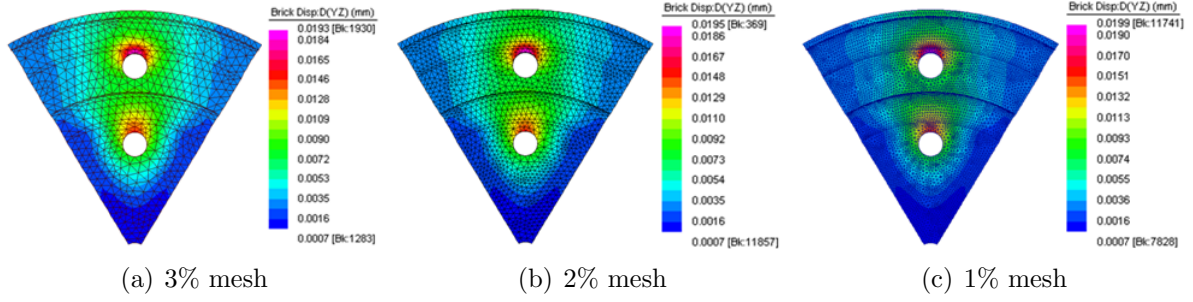 Brick Disp:D(YZ) (mm)
0.0193 [Bk:1930]
0.0184
0.0165
0.0146
0.0128
0.0109
0.0090
0.0072
0.0053
0.0035
0.0016
0.0007 [Bk:1283]
(a) 3% mesh
Brick Disp:D(YZ) (mm)
0.0195 [Bk:369]
0.0186
0.0167
0.0148
0.0129
0.0110
0.0092
0.0073
0.0054
0.0035
0.0016
0.0007 [Bk:11857]
(b) 2% mesh
Brick Disp:D(YZ) (mm)
0.0199 [Bk:11741]
0.0190
0.0170
0.0151
0.0132
0.0113
0.0093
0.0074
0.0055
0.0036
0.0016
0.0007 [Bk:7828]
(c) 1% mesh